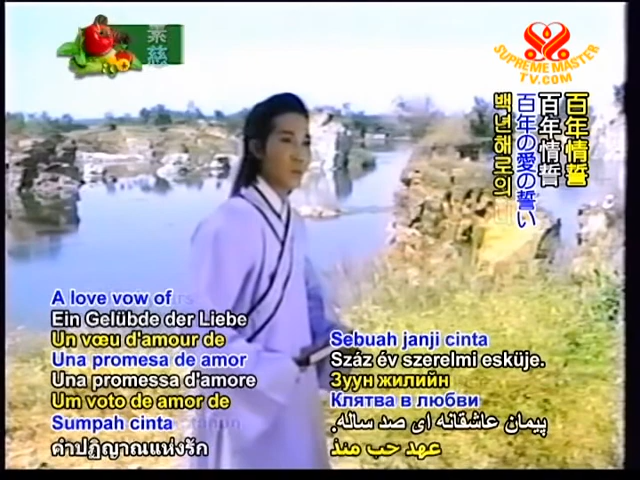 素
慈
SUPREME MASTER
TV.COM
百年情誓
百年情誓
百年の愛の誓い
백년해로의
A love vow of
Ein Gelübde der Liebe
Un vœu d'amour de
Una promesa de amor
Una promessa d'amore
Um voto de amor de
Sumpah cinta
คำปฏิญาณแห่งรัก
Sebuah janji cinta
Száz év szerelmi esküje.
Зуун жилийн
Клятва в любви
پیمان عاشقانه ای صد ساله.
عهد حب منذ